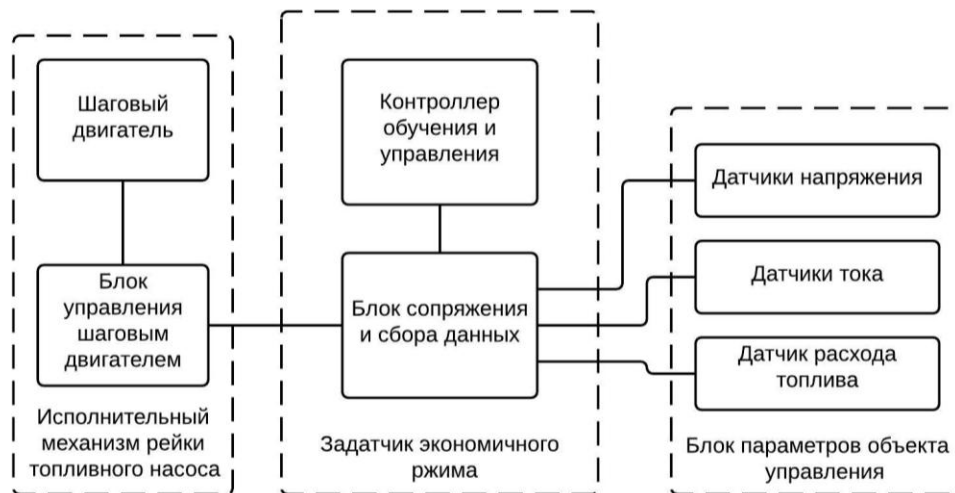 Шаговый
двигатель
Блок
управления
шаговым
двигателем
Исполнительный
механизм рейки
топливного насоса
Контроллер
обучения и
управления
Блок сопряжения
и сбора данных
Задатчик экономичного
ржима
Датчики напряжения
Датчики тока
Датчик расхода
топлива
Блок параметров объекта
управления